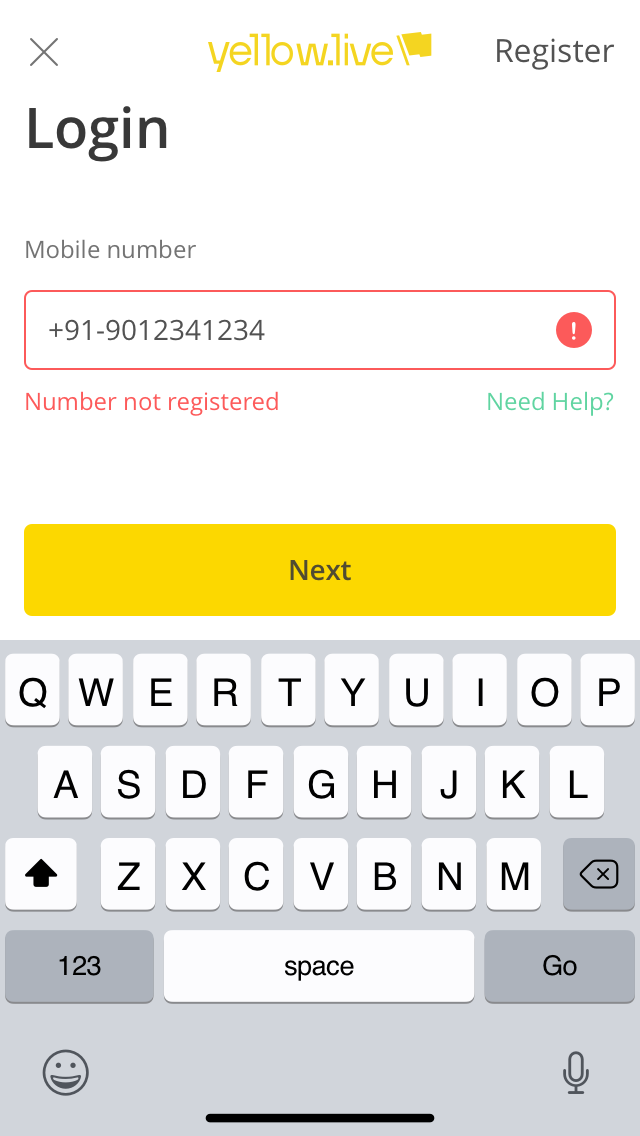 yellow.live
Register
Login
Mobile number
+91-9012341234
!
Number not registered
Need Help?
Next
Q W E R T Y U I O P
A S D F G H J K L
Z X C V B N M
123
space
Go